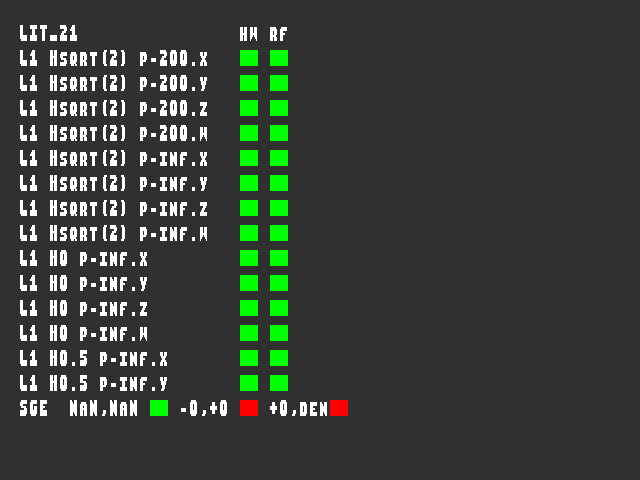 LIT_21 HW RF
L1 HSQRT(2) P-200.X
L1 HSQRT(2) P-200.Y
L1 HSQRT(2) P-200.Z
L1 HSQRT(2) P-200.W
L1 HSQRT(2) P-INF.X
L1 HSQRT(2) P-INF.Y
L1 HSQRT(2) P-INF.Z
L1 HSQRT(2) P-INF.W
L1 H0 P-INF.X
L1 H0 P-INF.Y
L1 H0 P-INF.Z
L1 H0 P-INF.W
L1 H0.5 P-INF.X
L1 H0.5 P-INF.Y
SGE NAN,NAN -0,+0 +0,DEN